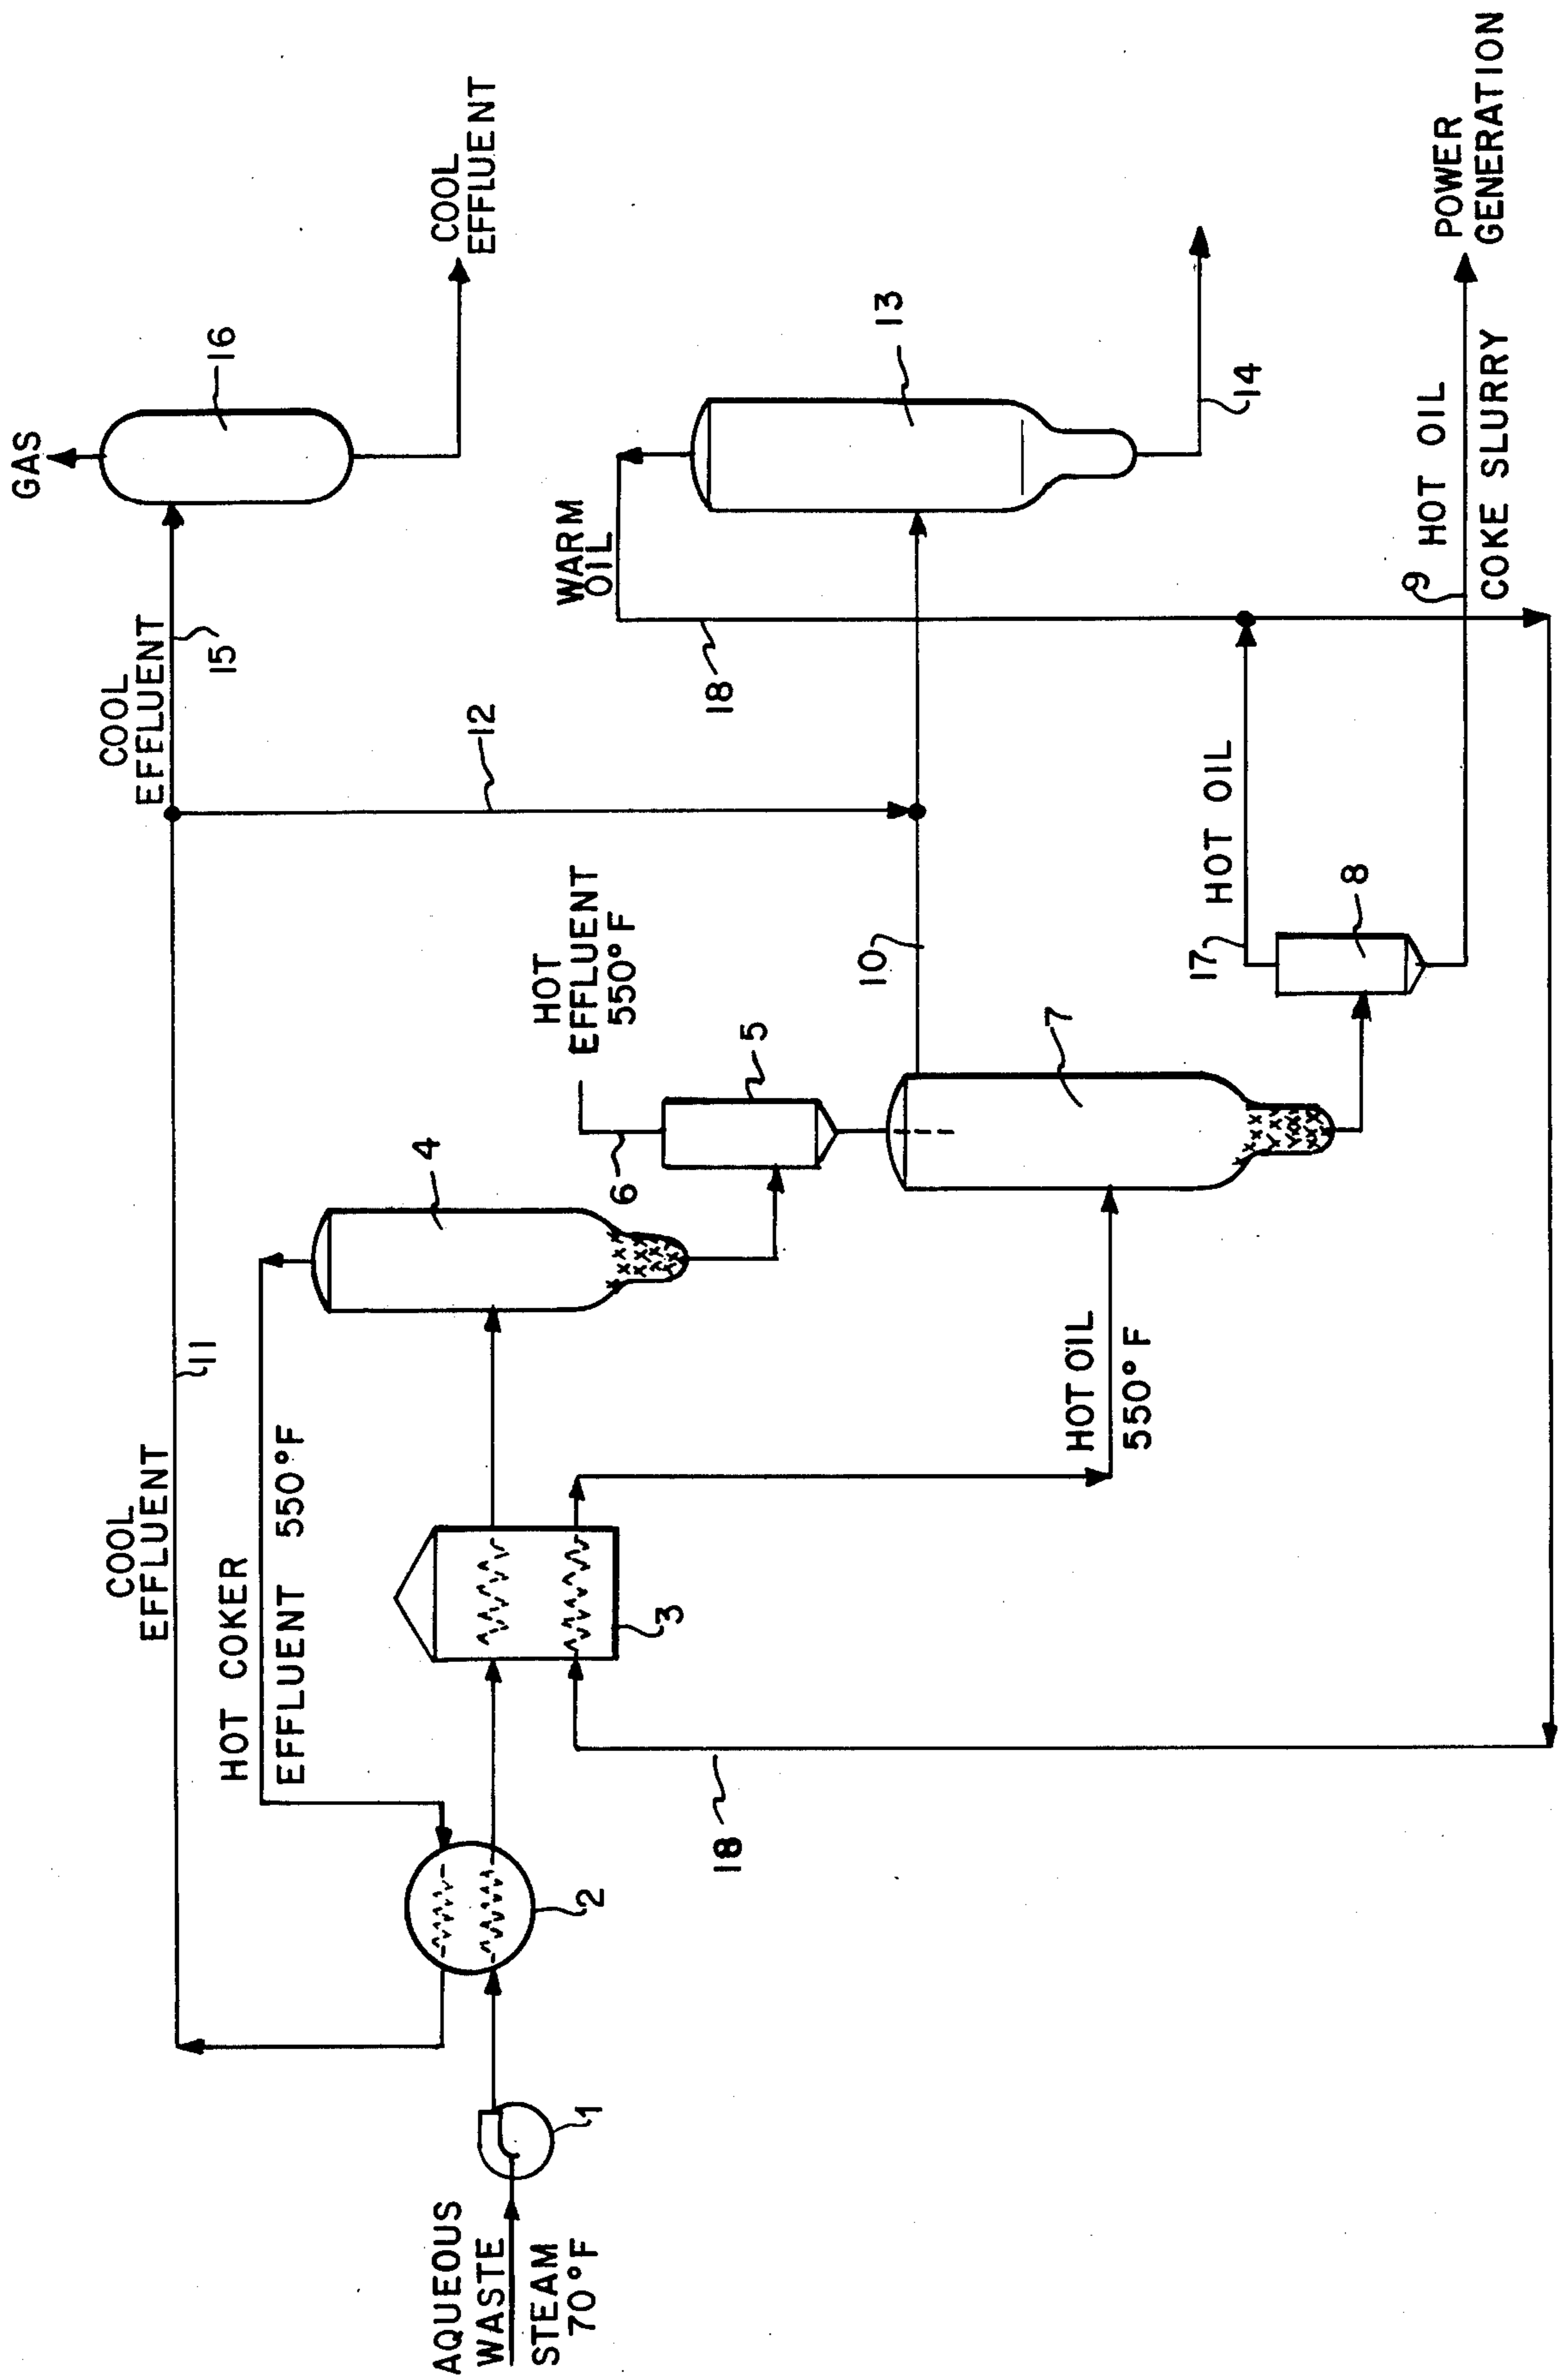 GAS
16
COOL
EFFLUENT
COOL
EFFLUENT
15
12
WARM
OIL
13
18
14
HOT
EFFLUENT
550°F
10
5
6
7
17
HOT OIL
8
9
HOT OIL
COKE SLURRY
POWER
GENERATION
COOL
EFFLUENT
11
HOT COKER
EFFLUENT 550°F
4
HOT OIL
550°F
3
2
18
1
AQUEOUS
WASTE
STEAM
70°F